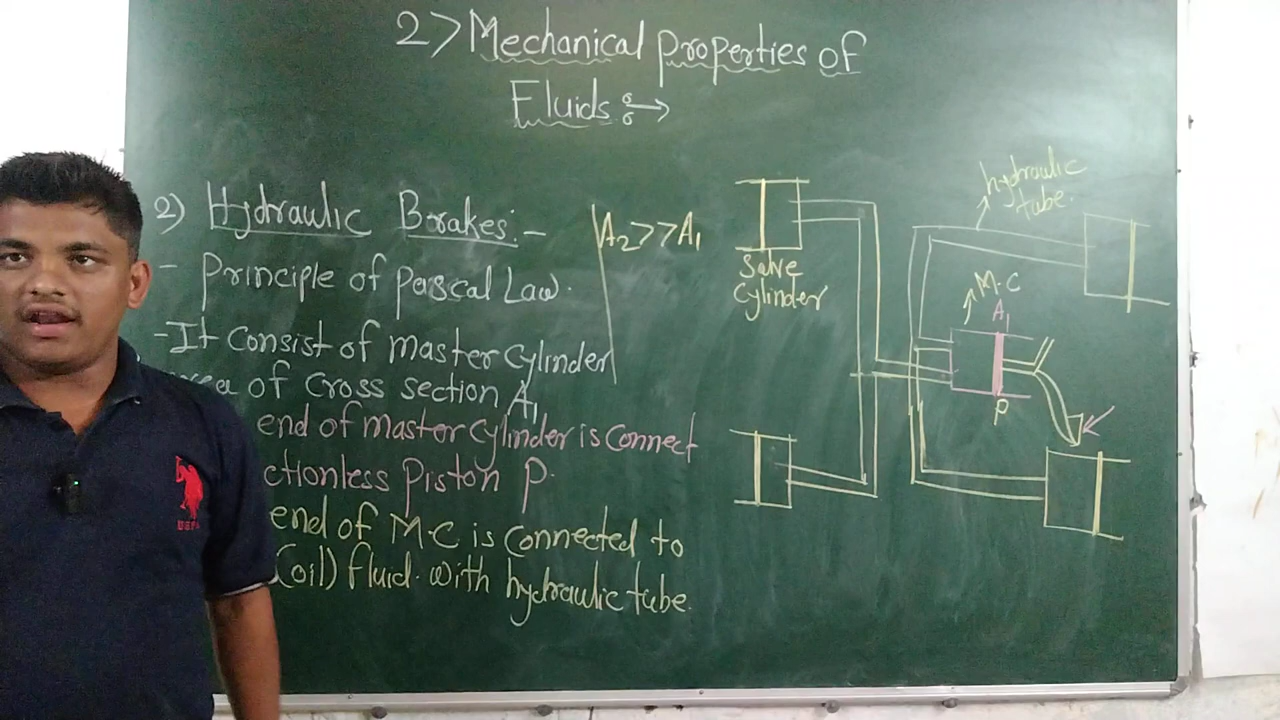 2> Mechanical properties of
Fluids :→
2) Hydraulic Brakes:-
- Principle of pascal Law.
- It Consist of Master Cylinder
area of cross section A1
end of master cylinder is connect
ctionless piston P.
end of M.C is connected to
(oil) fluid. with hydraulic tube.
A2>>A1
Salve
Cylinder
hydraulic
tube.
M.C
A1
P